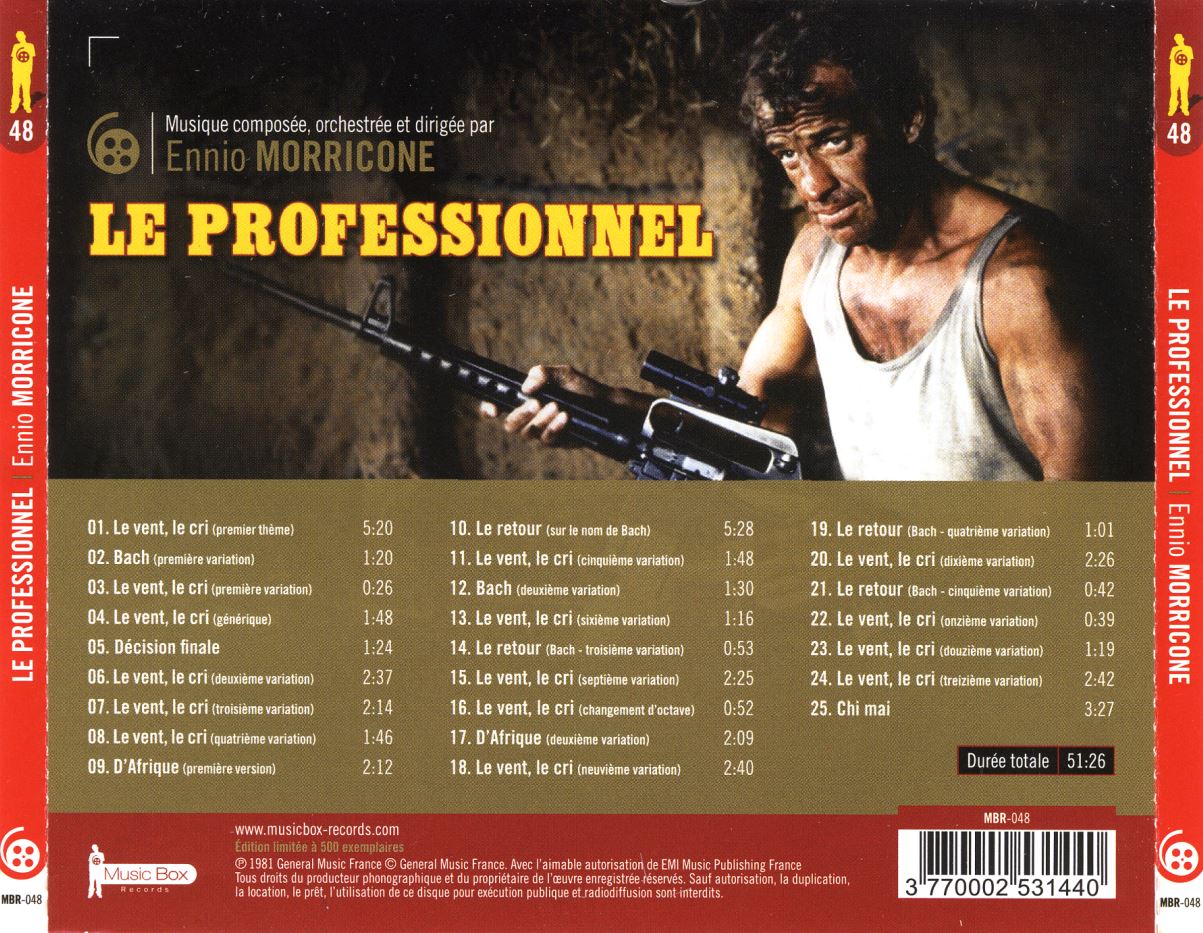 48
LE PROFESSIONNEL | Ennio MORRICONE
MBR-048
Musique composée, orchestrée et dirigée par
Ennio MORRICONE
LE PROFESSIONNEL
01. Le vent, le cri (premier thème) 5:20
02. Bach (première variation) 1:20
03. Le vent, le cri (première variation) 0:26
04. Le vent, le cri (générique) 1:48
05. Décision finale 1:24
06. Le vent, le cri (deuxième variation) 2:37
07. Le vent, le cri (troisième variation) 2:14
08. Le vent, le cri (quatrième variation) 1:46
09. D'Afrique (première version) 2:12
10. Le retour (sur le nom de Bach) 5:28
11. Le vent, le cri (cinquième variation) 1:48
12. Bach (deuxième variation) 1:30
13. Le vent, le cri (sixième variation) 1:16
14. Le retour (Bach - troisième variation) 0:53
15. Le vent, le cri (septième variation) 2:25
16. Le vent, le cri (changement d'octave) 0:52
17. D'Afrique (deuxième variation) 2:09
18. Le vent, le cri (neuvième variation) 2:40
19. Le retour (Bach - quatrième variation) 1:01
20. Le vent, le cri (dixième variation) 2:26
21. Le retour (Bach - cinquième variation) 0:42
22. Le vent, le cri (onzième variation) 0:39
23. Le vent, le cri (douzième variation) 1:19
24. Le vent, le cri (treizième variation) 2:42
25. Chi mai 3:27
Durée totale 51:26
Music Box
Records
www.musicbox-records.com
Édition limitée à 500 exemplaires
℗ 1981 General Music France © General Music France. Avec l'aimable autorisation de EMI Music Publishing France
Tous droits du producteur phonographique et du propriétaire de l'œuvre enregistrée réservés. Sauf autorisation, la duplication,
la location, le prêt, l'utilisation de ce disque pour exécution publique et radiodiffusion sont interdits.
MBR-048
3 770002 531440
48
LE PROFESSIONNEL | Ennio MORRICONE
MBR-048